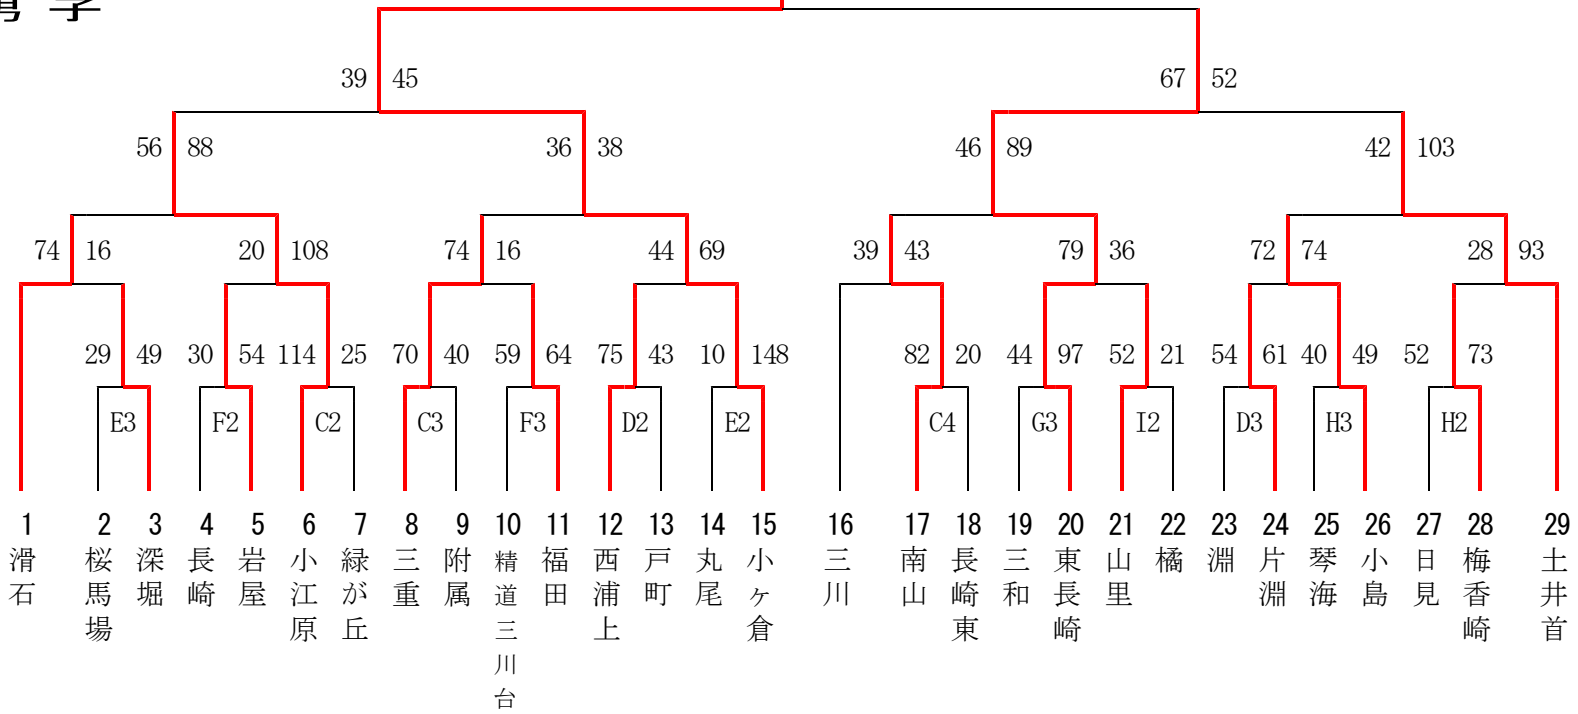 39 45 67 52
56 88 36 38 46 89 42 103
74 16 20 108 74 16 44 69 39 43 79 36 72 74 28 93
29 49 30 54 114 25 70 40 59 64 75 43 10 148 82 20 44 97 52 21 54 61 40 49 52 73
E3 F2 C2 C3 F3 D2 E2 C4 G3 I2 D3 H3 H2
1 2 3 4 5 6 7 8 9 10 11 12 13 14 15 16 17 18 19 20 21 22 23 24 25 26 27 28 29
滑石
桜馬場
深堀
長崎
岩屋
小江原
緑が丘
三重
附属
精道三川台
福田
西浦上
戸町
丸尾
小ヶ倉
三川
南山
長崎東
三和
東長崎
山里
橘
淵
片淵
琴海
小島
日見
梅香崎
土井首